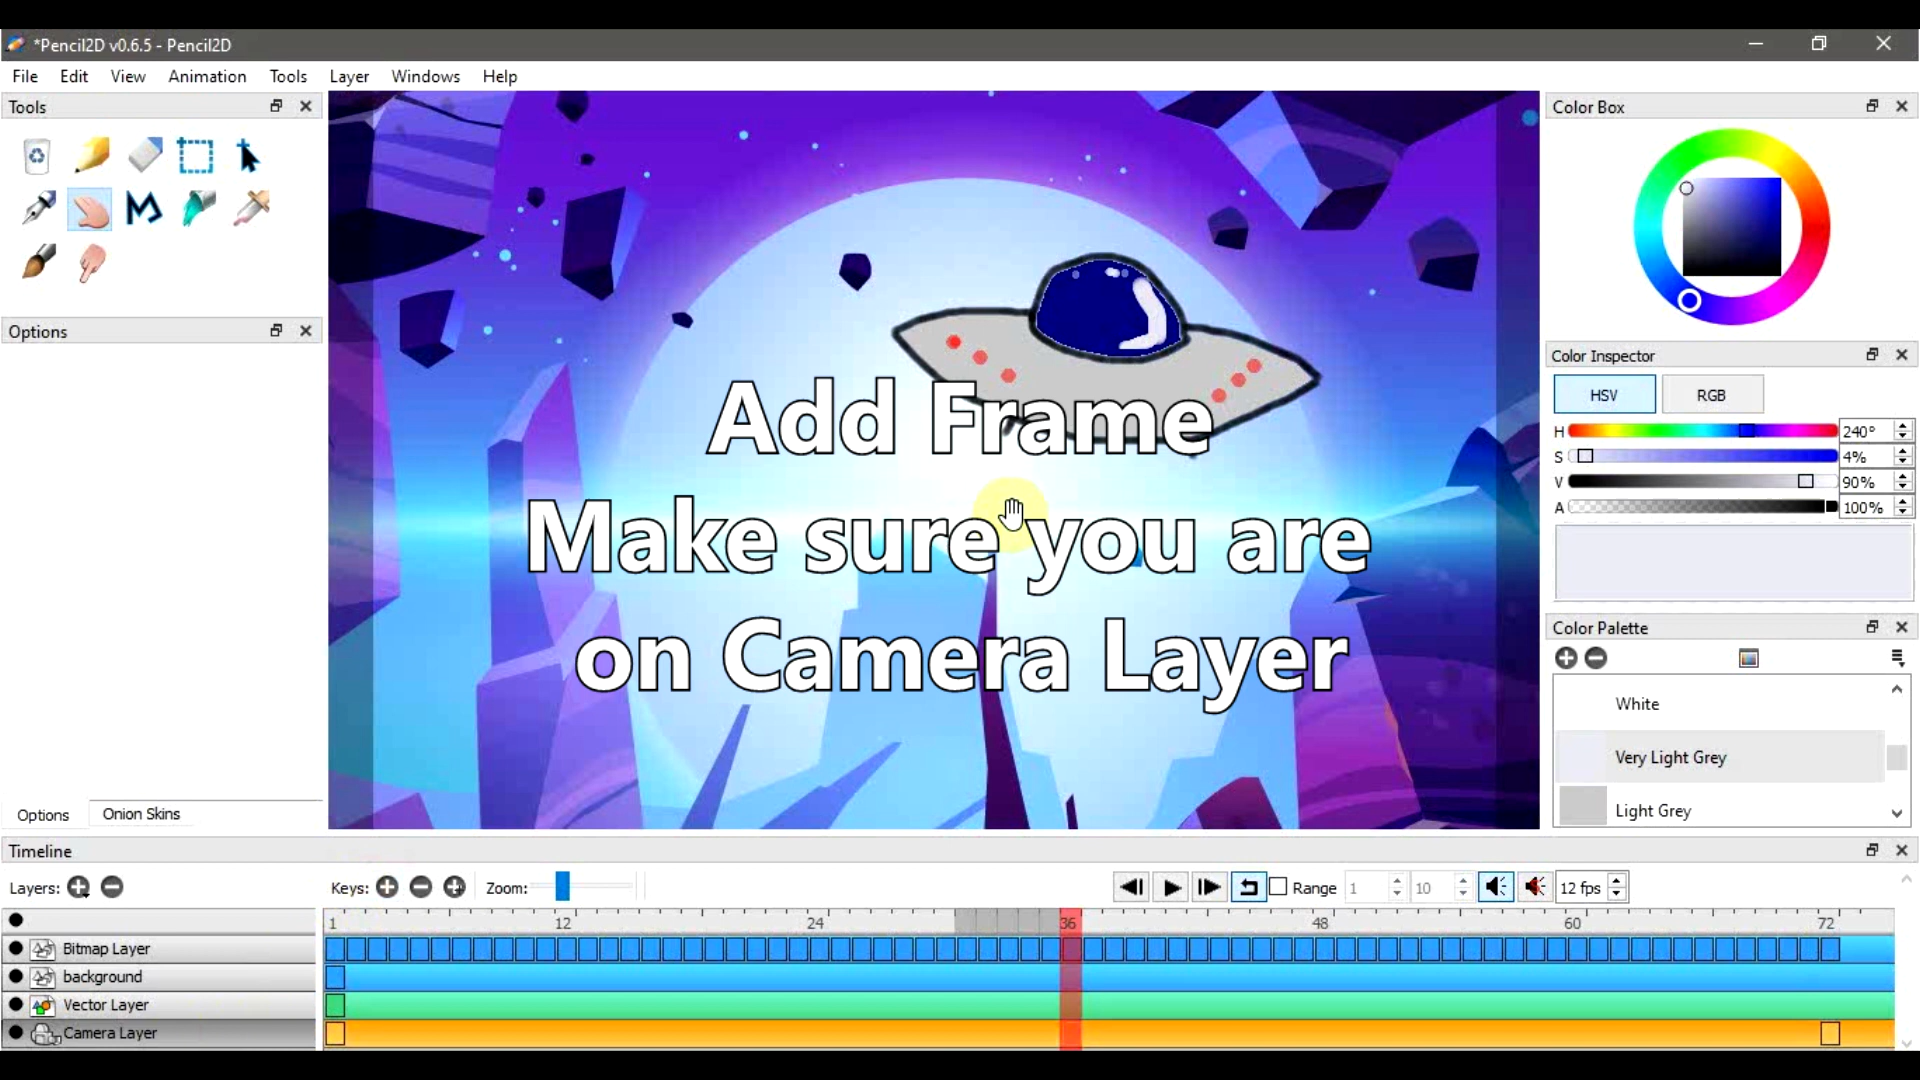 *Pencil2D v0.6.5 - Pencil2D
File Edit View Animation Tools Layer Windows Help
Tools
Options
Options Onion Skins
Add Frame
Make sure you are
on Camera Layer
Color Box
Color Inspector
HSV RGB
H 240°
S 4%
V 90%
A 100%
Color Palette
White
Very Light Grey
Light Grey
Timeline
Layers: Keys: Zoom: Range 1 10 12 fps
1 12 24 36 48 60 72
Bitmap Layer
background
Vector Layer
Camera Layer